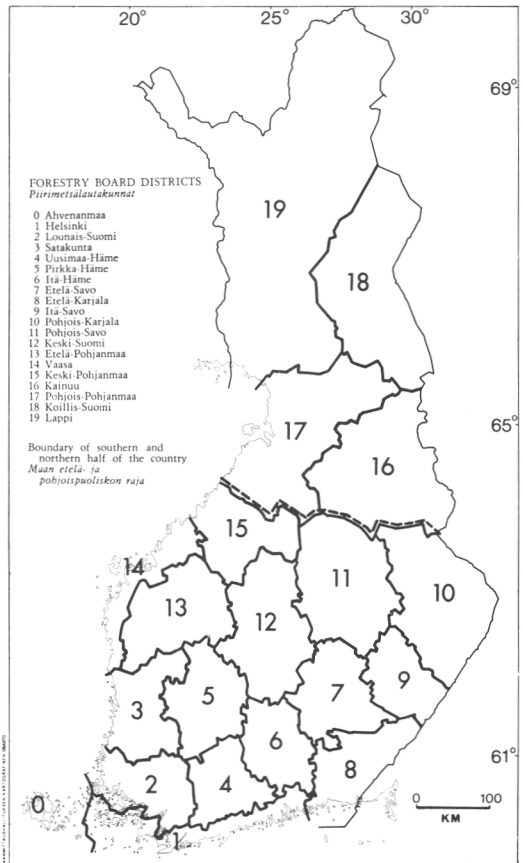 20° 25° 30°
69°
FORESTRY BOARD DISTRICTS
Piirimetsälautakunnat
0 Ahvenanmaa
1 Helsinki
2 Lounais-Suomi
3 Satakunta
4 Uusimaa-Häme
5 Pirkka-Häme
6 Itä-Häme
7 Etelä-Savo
8 Etelä-Karjala
9 Itä-Savo
10 Pohjois-Karjala
11 Pohjois-Savo
12 Keski-Suomi
13 Etelä-Pohjanmaa
14 Vaasa
15 Keski-Pohjanmaa
16 Kainuu
17 Pohjois-Pohjanmaa
18 Koillis-Suomi
19 Lappi
Boundary of southern and
northern half of the country
Maan etelä- ja
pohjoispuoliskon raja
19
18
65°
17
16
15
14
11
10
13
12
9
7
5
3
6
61°
8
2
4
0
1
0 100
KM